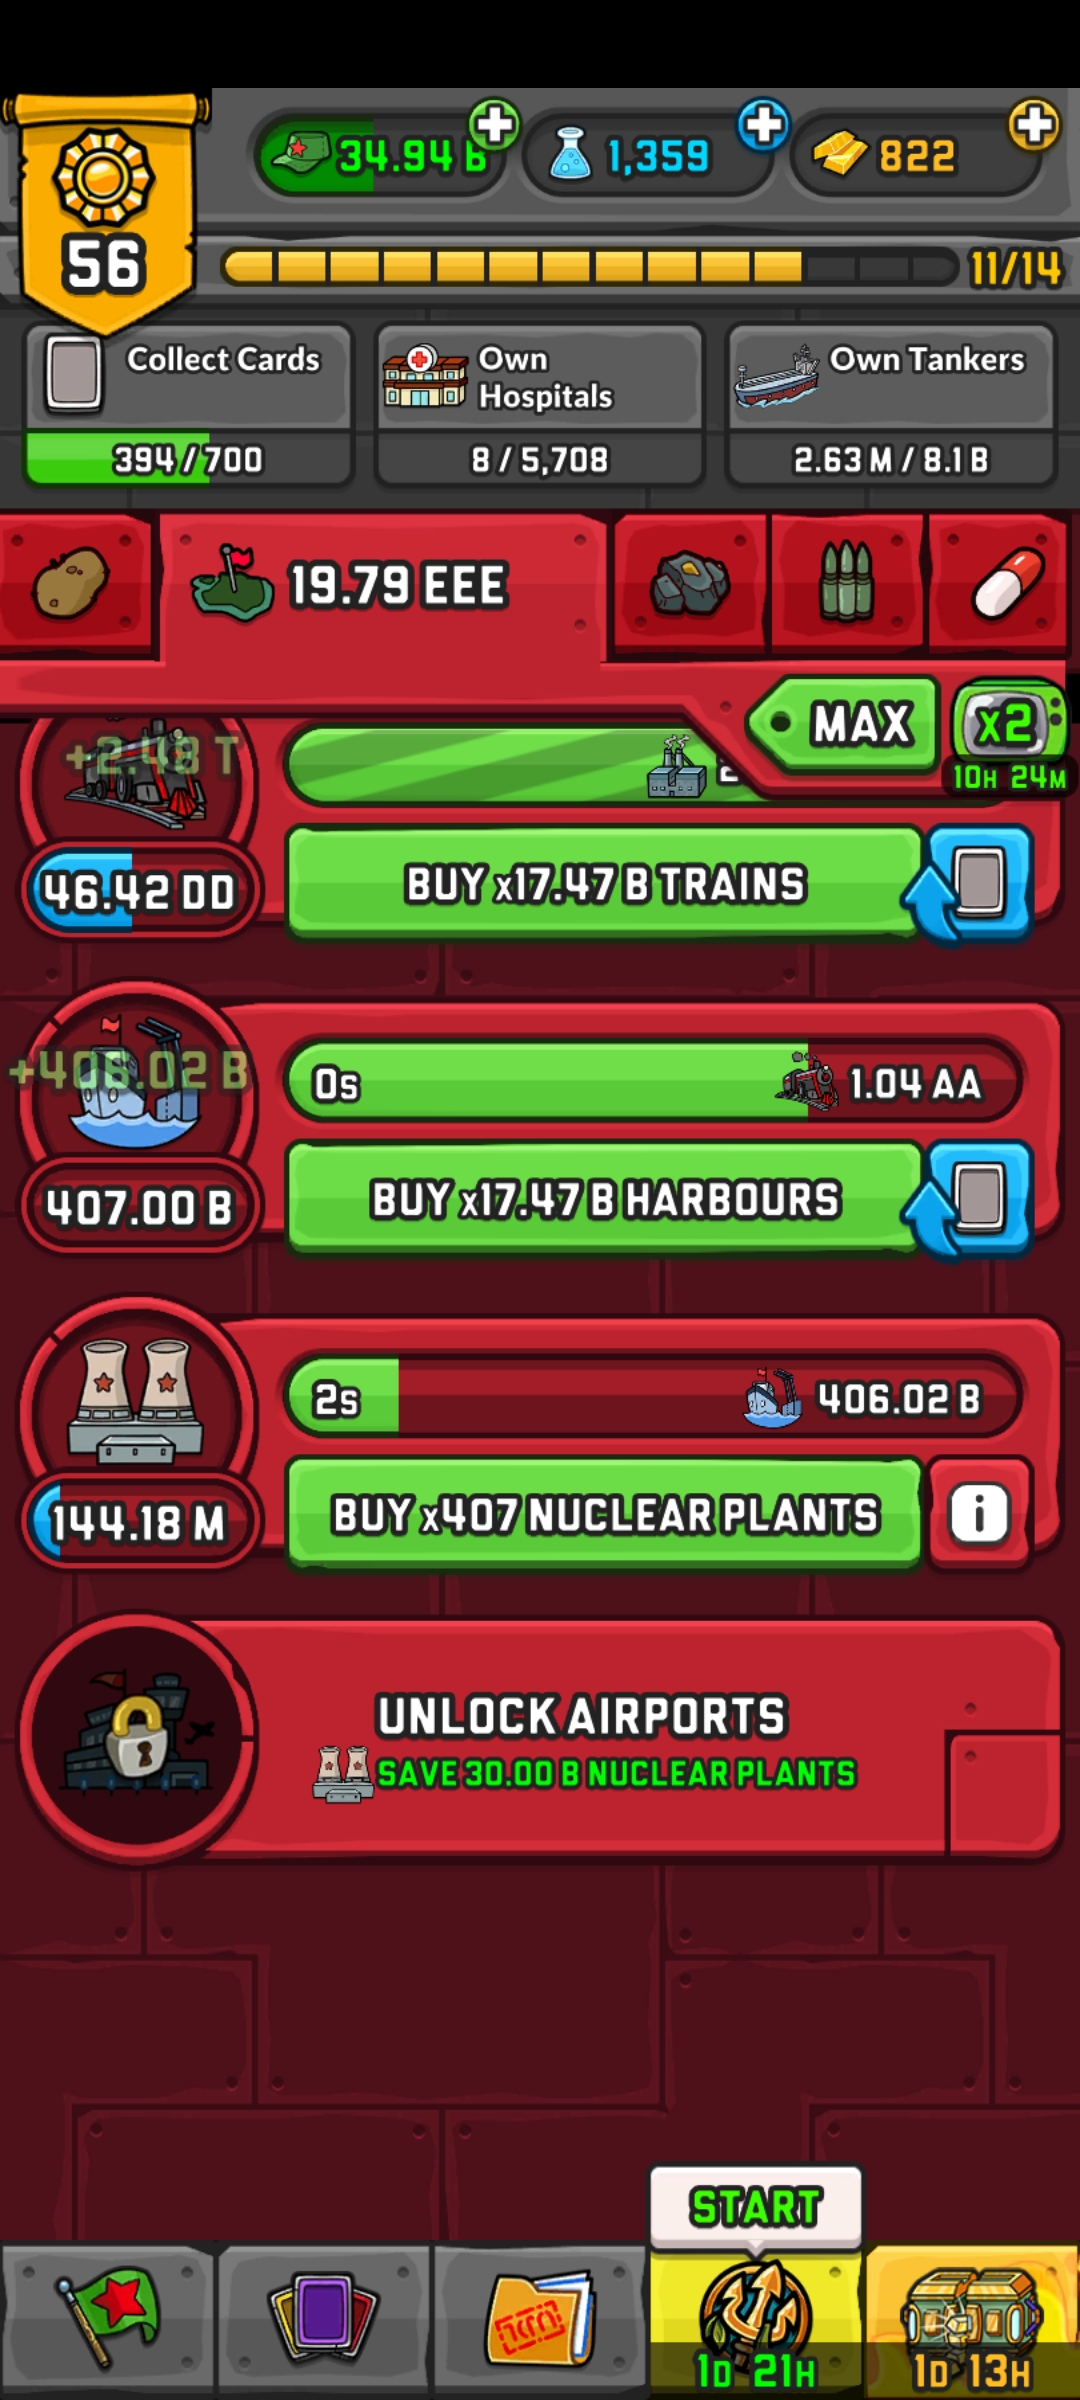 34.94 B
1,359
822
56
11/14
Collect Cards
394/700
Own
Hospitals
8/5,708
Own Tankers
2.63 M/8.1 B
19.79 EEE
MAX
x2
10H 24M
+2.48 T
46.42 DD
BUY x17.47 B TRAINS
+406.02 B
0s
1.04 AA
407.00 B
BUY x17.47 B HARBOURS
2s
406.02 B
144.18 M
BUY x407 NUCLEAR PLANTS
i
UNLOCK AIRPORTS
SAVE 30.00 B NUCLEAR PLANTS
START
1D 21H
1D 13H